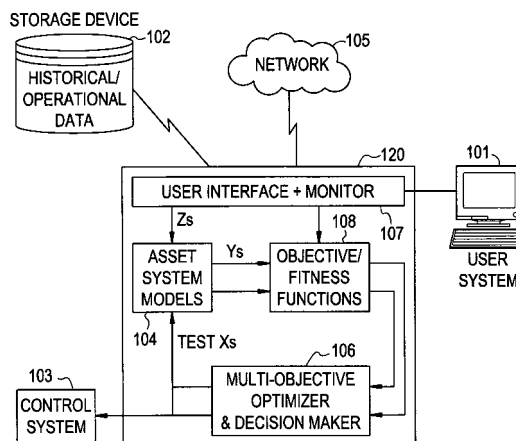 STORAGE DEVICE
102
HISTORICAL/
OPERATIONAL
DATA
105
NETWORK
120
101
USER INTERFACE + MONITOR
107
USER
SYSTEM
Zs
108
ASSET
SYSTEM
MODELS
104
Ys
OBJECTIVE/
FITNESS
FUNCTIONS
TEST Xs
106
MULTI-OBJECTIVE
OPTIMIZER
& DECISION MAKER
103
CONTROL
SYSTEM